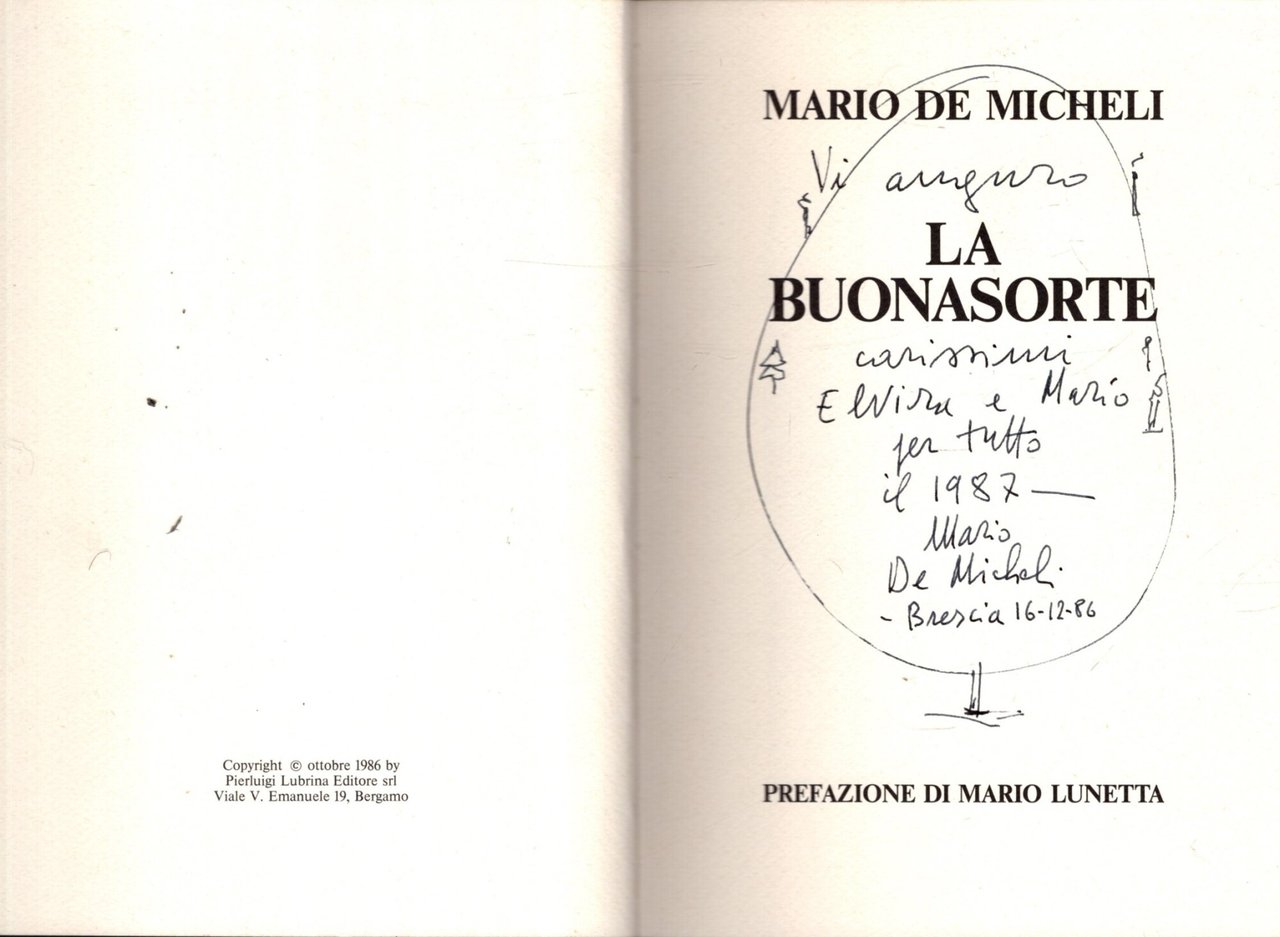 Copyright © ottobre 1986 by
Pierluigi Lubrina Editore srl
Viale V. Emanuele 19, Bergamo
MARIO DE MICHELI
Vi auguro
LA
BUONASORTE
carissimi
Elvira e Mario
per tutto
il 1987 —
Mario
De Micheli
- Brescia 16-12-86
PREFAZIONE DI MARIO LUNETTA